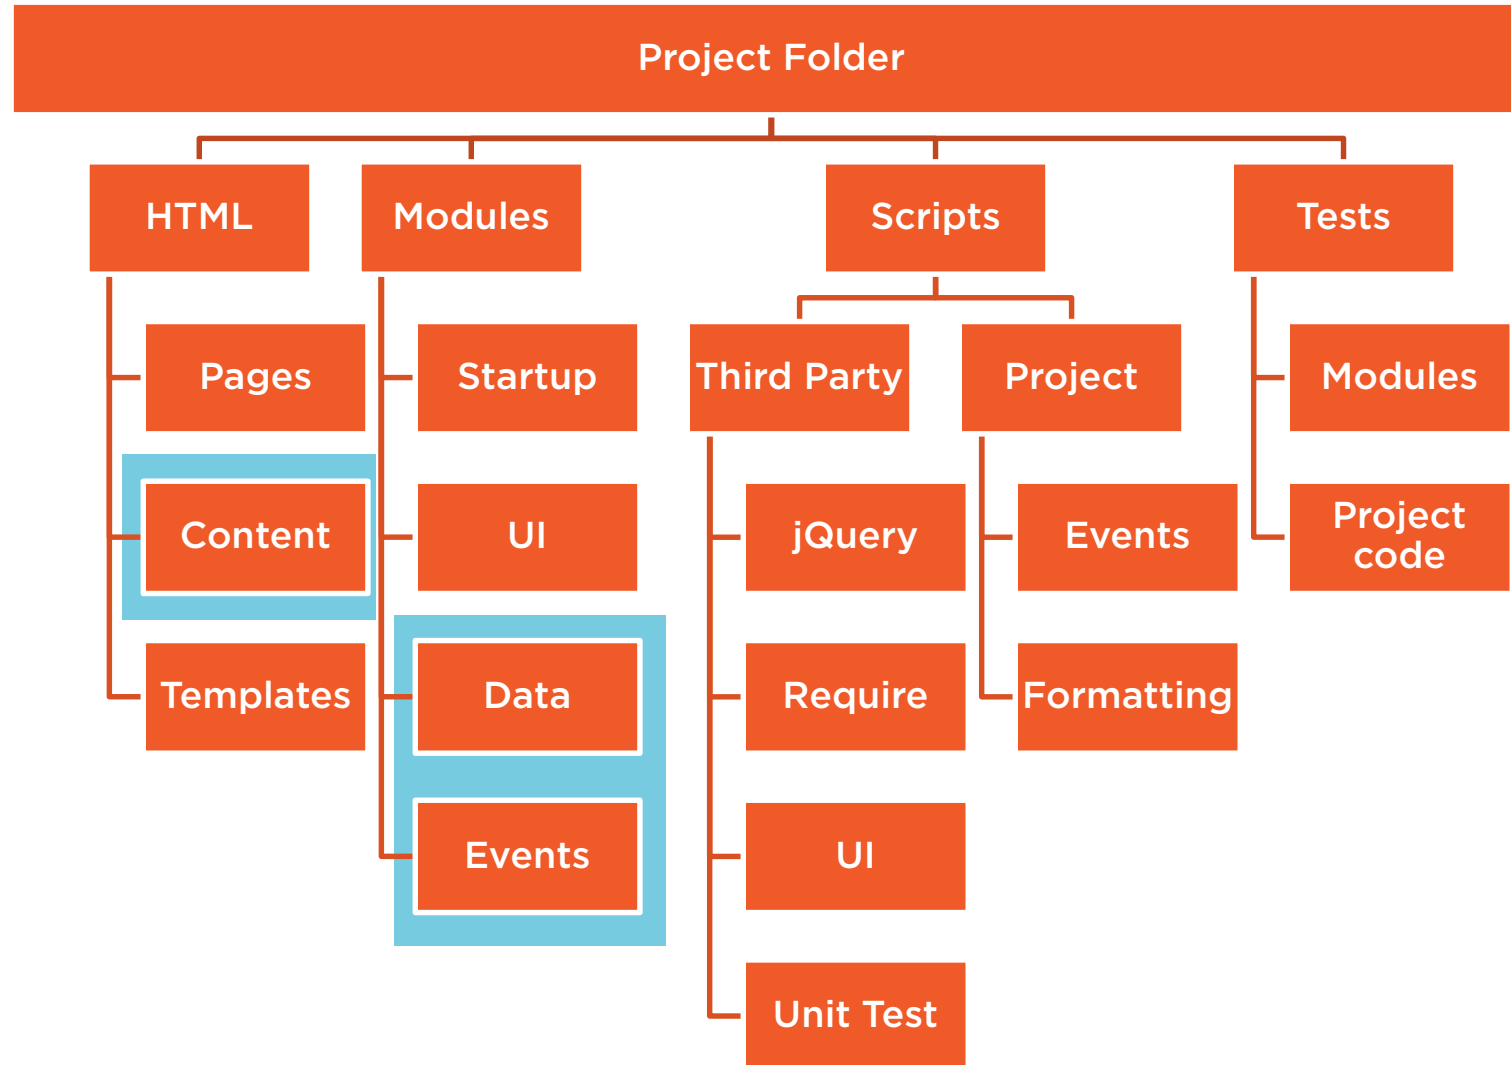 Project Folder
HTML
Modules
Scripts
Tests
Pages
Startup
Third Party
Project
Modules
Content
UI
jQuery
Events
Project
code
Templates
Data
Require
Formatting
Events
UI
Unit Test